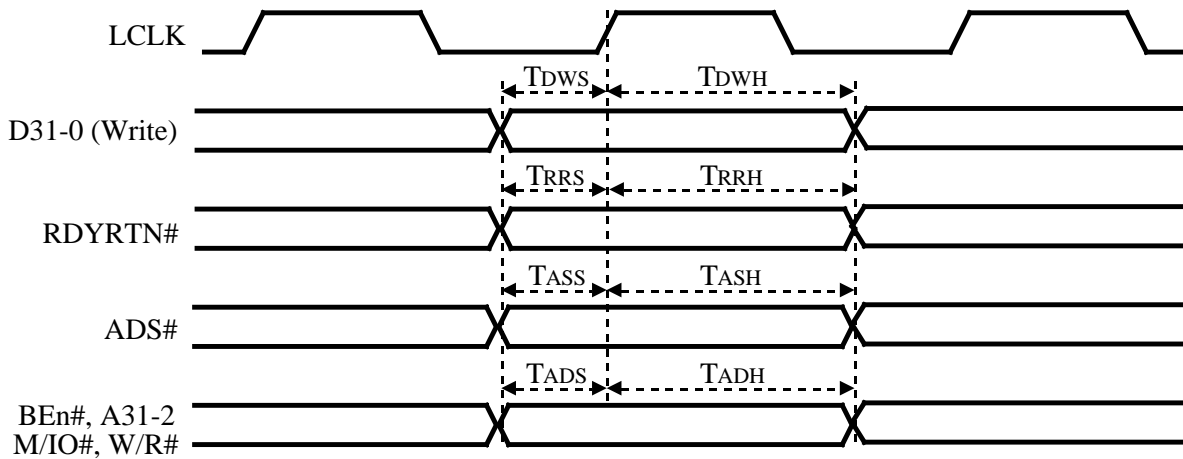 LCLK
TDWS TDWH
D31-0 (Write)
TRRS TRRH
RDYRTN#
TASS TASH
ADS#
TADS TADH
BEn#, A31-2
M/IO#, W/R#